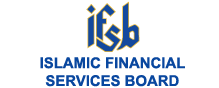 ifsb
ISLAMIC FINANCIAL
SERVICES BOARD